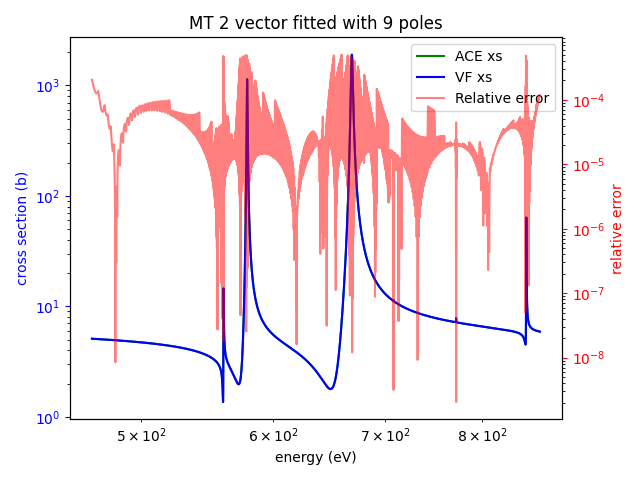 MT 2 vector fitted with 9 poles
ACE xs
VF xs
Relative error
cross section (b)
10³
10²
10¹
10⁰
relative error
10⁻⁴
10⁻⁵
10⁻⁶
10⁻⁷
10⁻⁸
5 × 10² 6 × 10² 7 × 10² 8 × 10²
energy (eV)